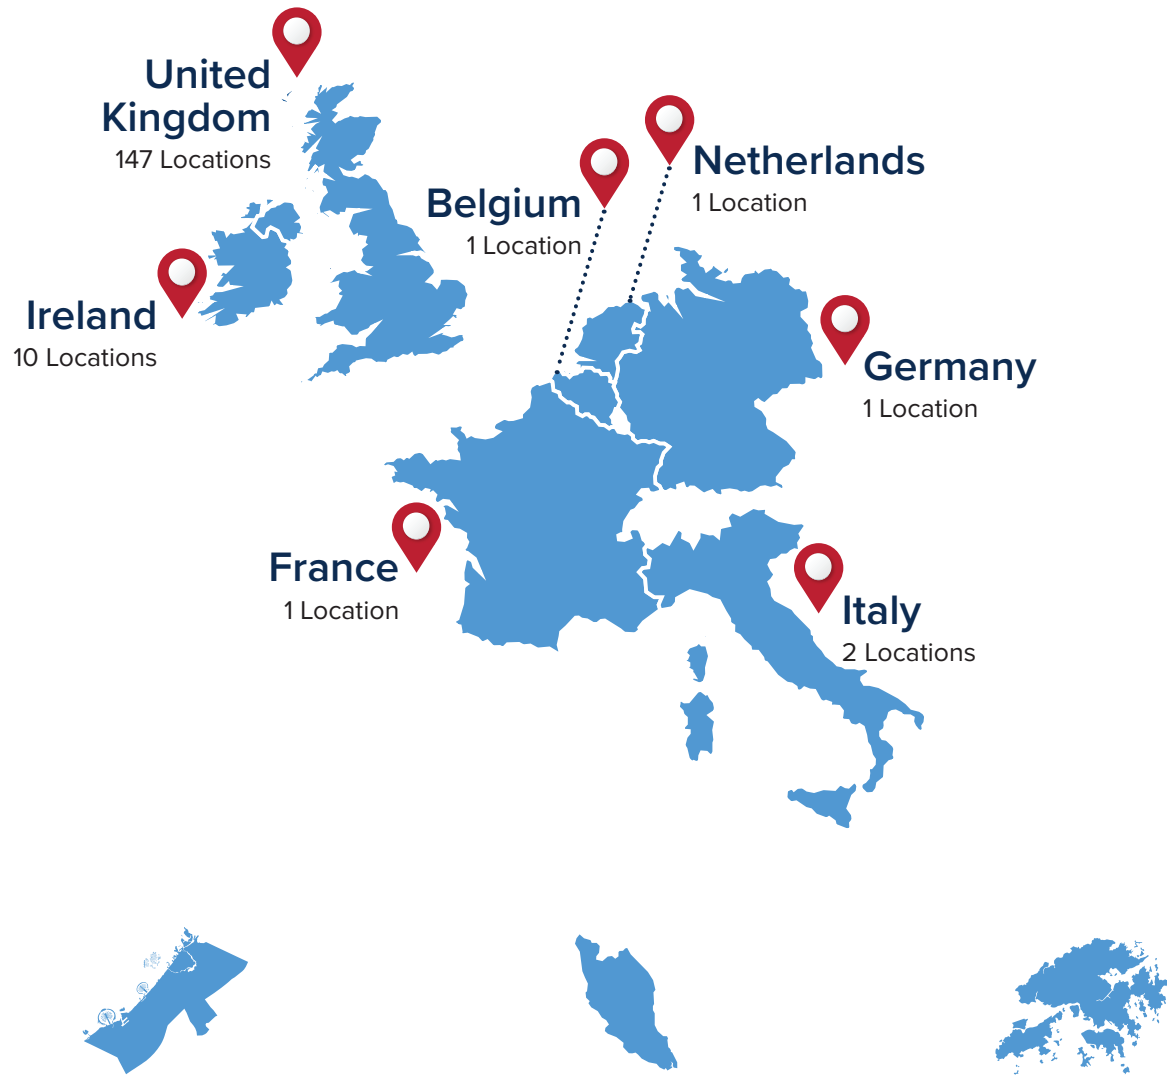 United
Kingdom
147 Locations
Netherlands
1 Location
Belgium
1 Location
Ireland
10 Locations
Germany
1 Location
France
1 Location
Italy
2 Locations